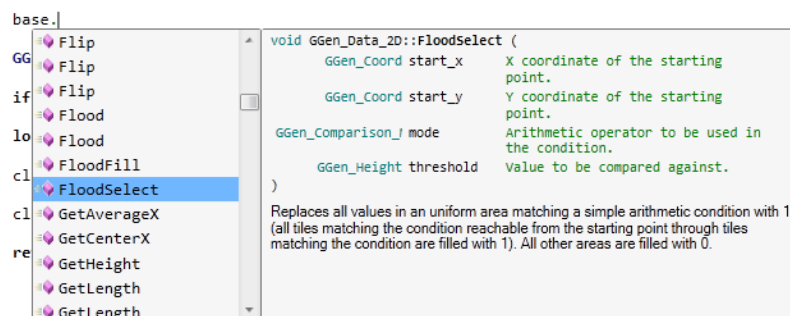 base.
GG
if
lo
cl
cl
re
Flip
Flip
Flip
Flood
Flood
FloodFill
FloodSelect
GetAverageX
GetCenterX
GetHeight
GetLength
GetLength
void GGen_Data_2D::FloodSelect (
GGen_Coord start_x X coordinate of the starting
point.
GGen_Coord start_y Y coordinate of the starting
point.
GGen_Comparison_ mode Arithmetic operator to be used in
the condition.
GGen_Height threshold Value to be compared against.
)
Replaces all values in an uniform area matching a simple arithmetic condition with 1
(all tiles matching the condition reachable from the starting point through tiles
matching the condition are filled with 1). All other areas are filled with 0.